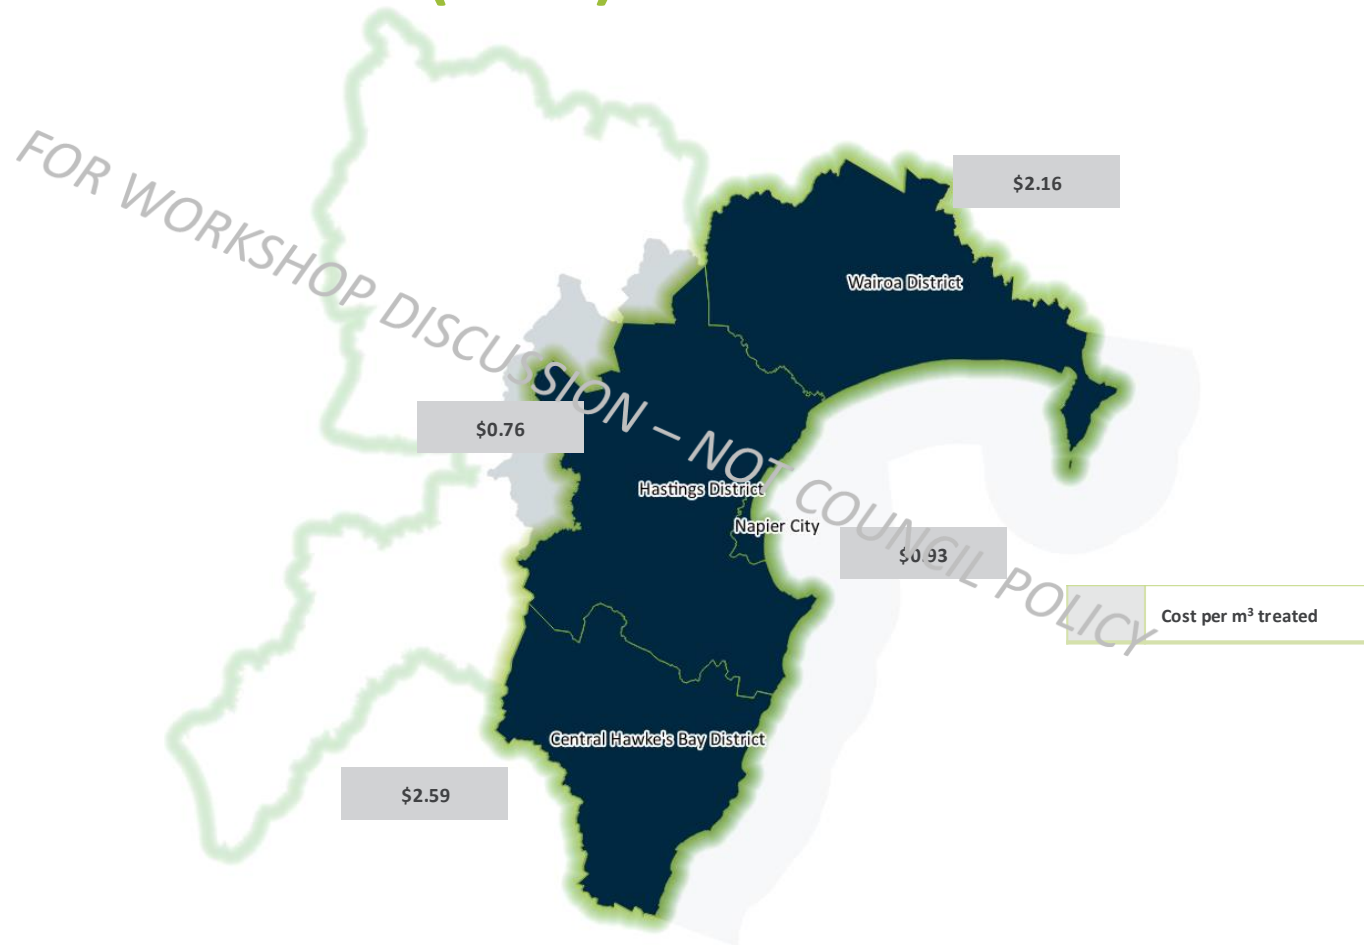 $2.16
Wairoa District
$0.76
Hastings District
Napier City
$0.93
Cost per m³ treated
Central Hawke's Bay District
$2.59
FOR WORKSHOP DISCUSSION – NOT COUNCIL POLICY